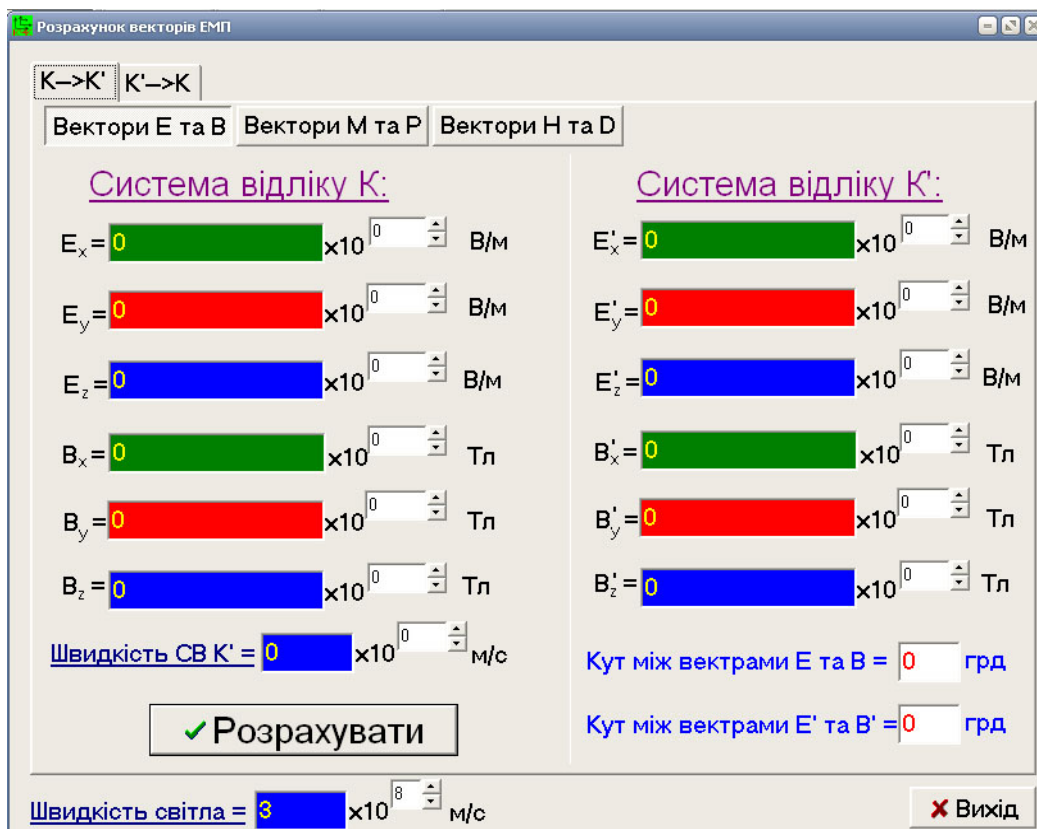 Розрахунок векторів ЕМП
К–>К' К'–>К
Вектори E та B Вектори M та P Вектори H та D
Система відліку К: Система відліку К':
Ex = 0 ×10 0 В/м E'x = 0 ×10 0 В/м
Ey = 0 ×10 0 В/м E'y = 0 ×10 0 В/м
Ez = 0 ×10 0 В/м E'z = 0 ×10 0 В/м
Bx = 0 ×10 0 Тл B'x = 0 ×10 0 Тл
By = 0 ×10 0 Тл B'y = 0 ×10 0 Тл
Bz = 0 ×10 0 Тл B'z = 0 ×10 0 Тл
Швидкість СВ К' = 0 ×10 0 м/с
Кут між вектрами E та B = 0 грд
Розрахувати
Кут між вектрами E' та B' = 0 грд
Швидкість світла = 3 ×10 8 м/с
Вихід